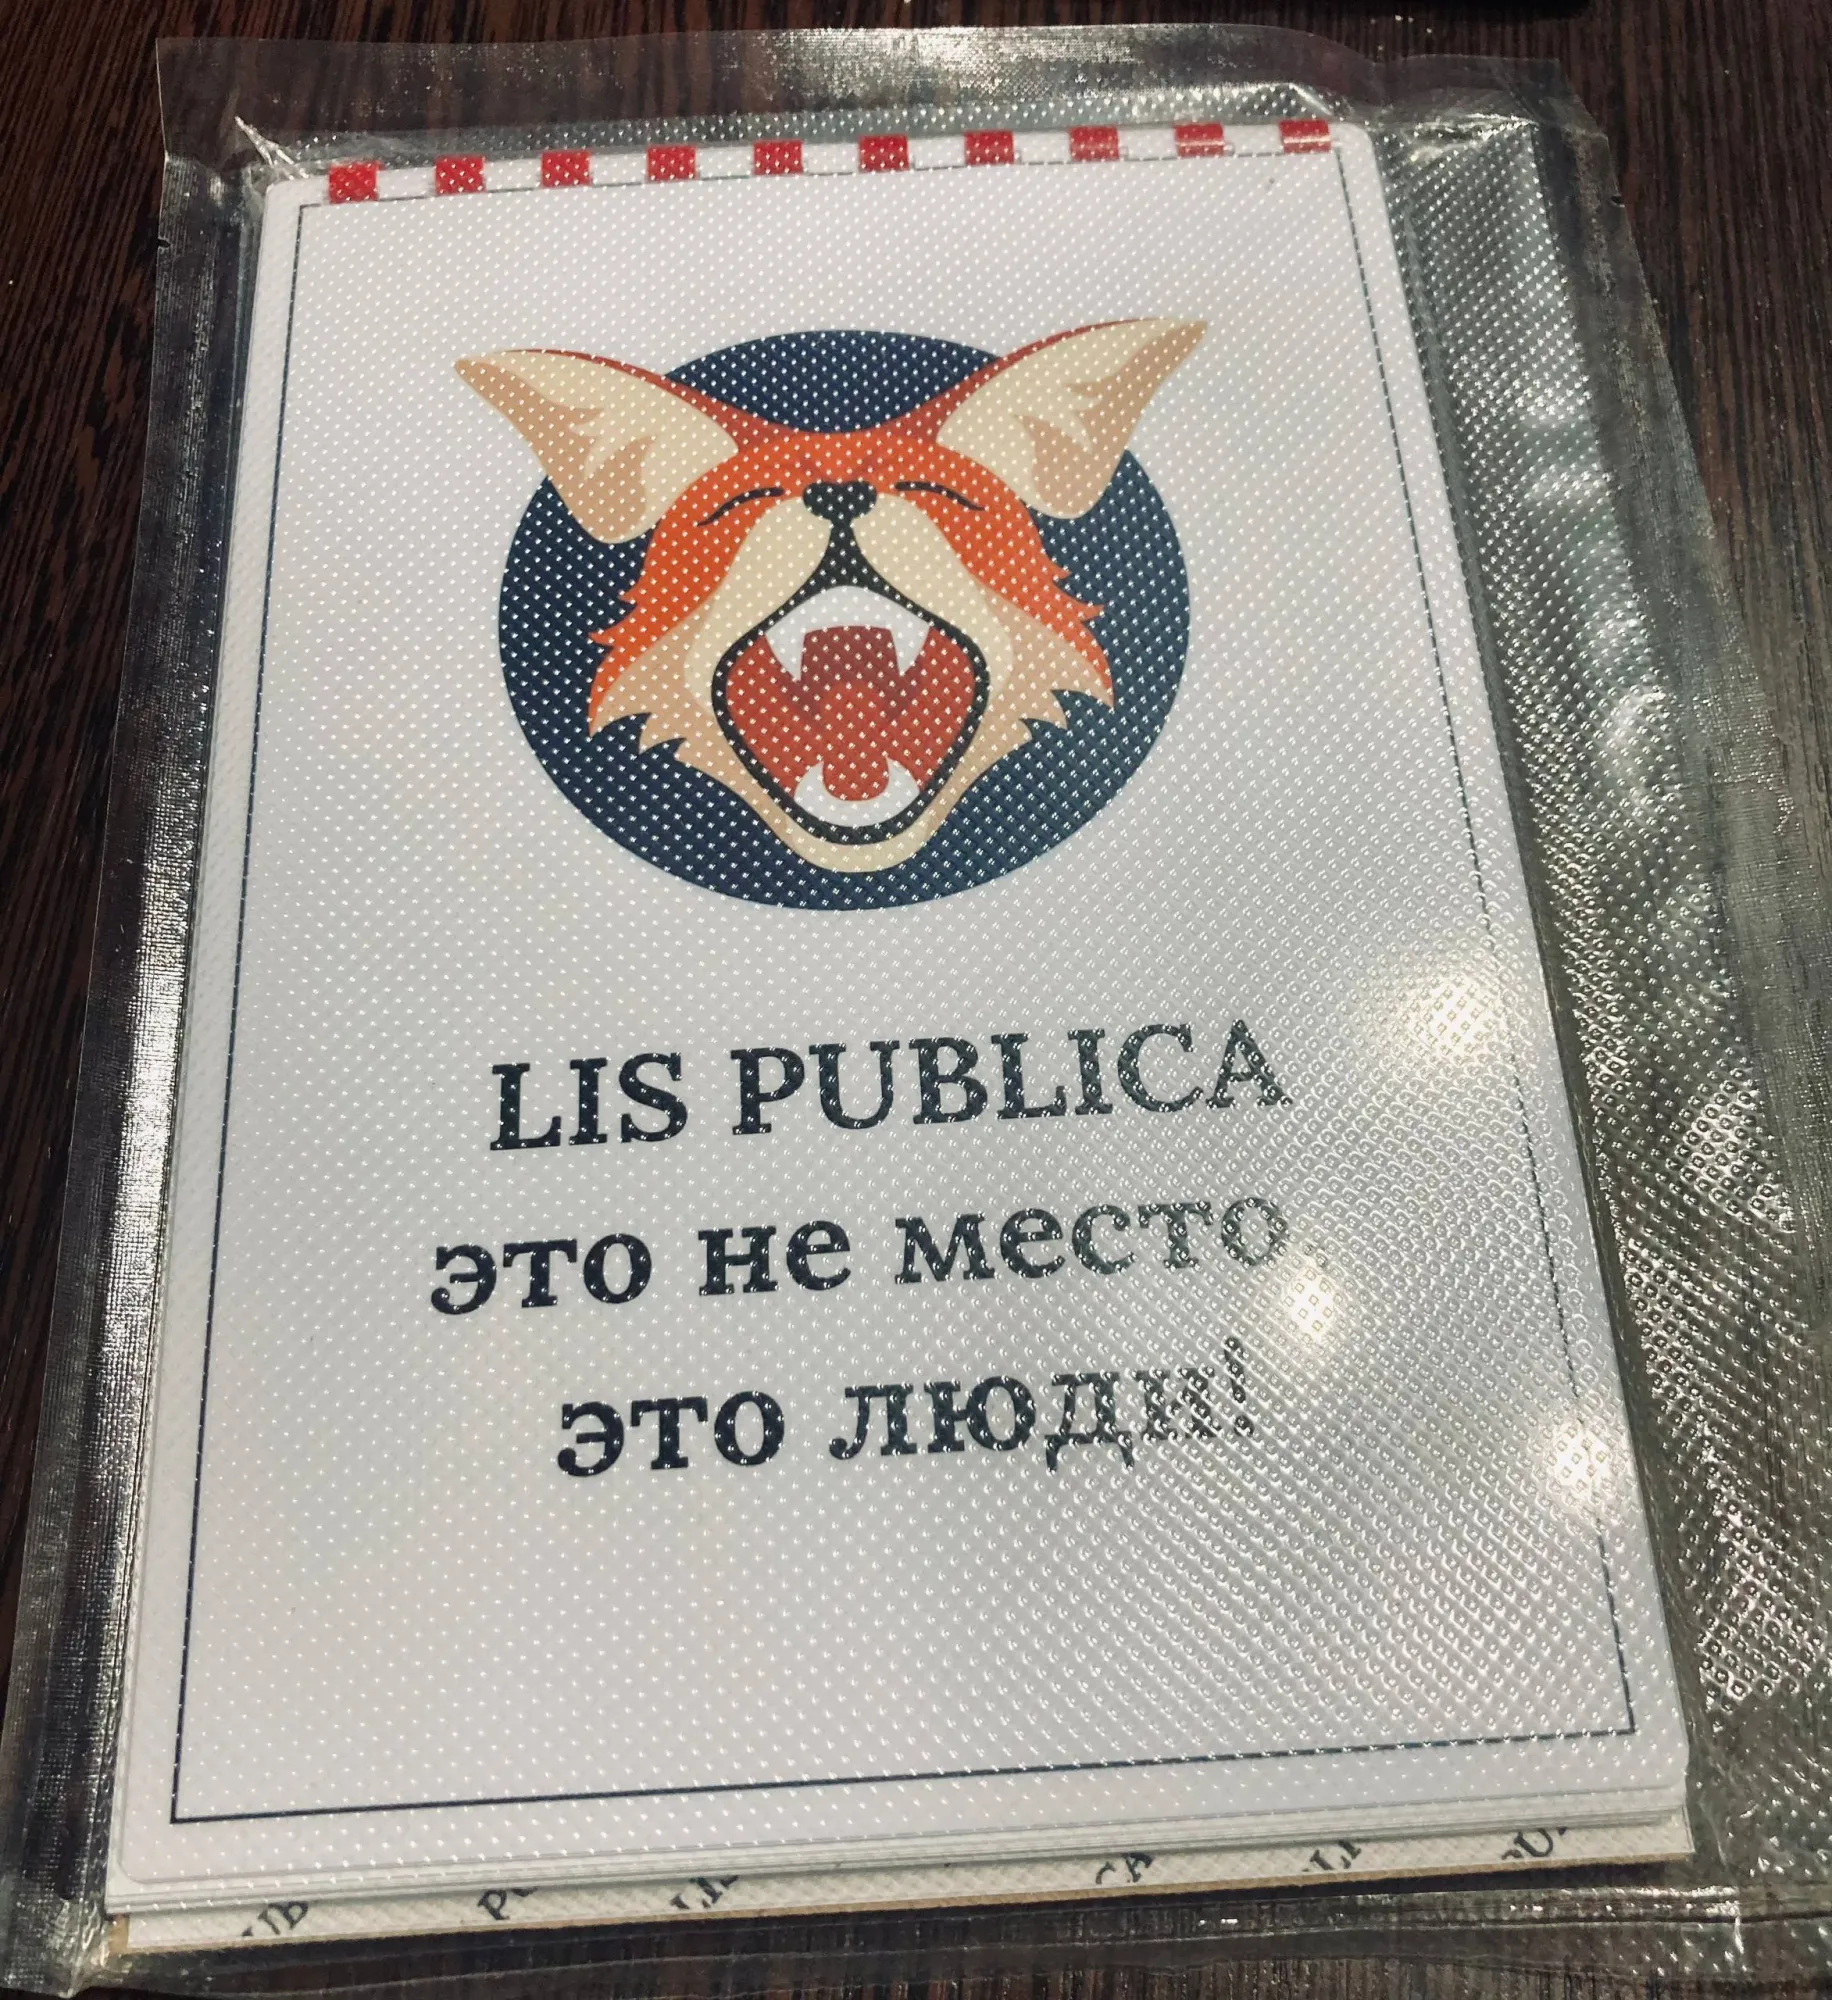 LIS PUBLICA
это не место
это люди!